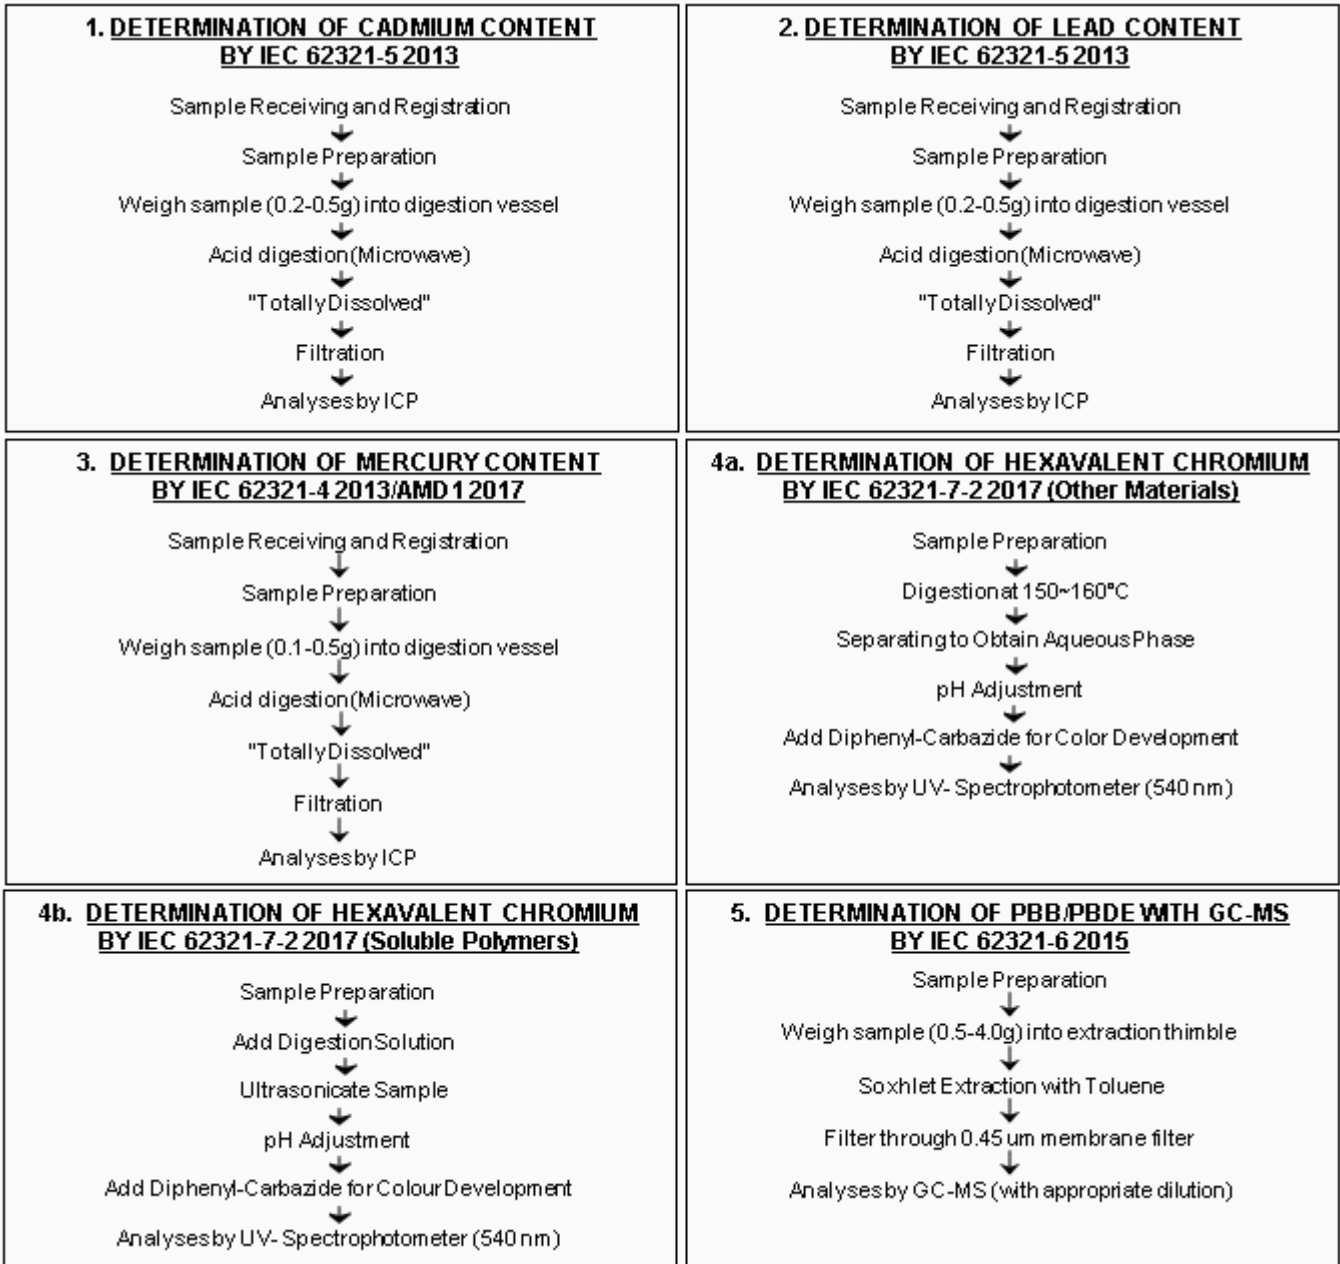 1. DETERMINATION OF CADMIUM CONTENT
BY IEC 62321-5 2013
Sample Receiving and Registration
Sample Preparation
Weigh sample (0.2-0.5g) into digestion vessel
Acid digestion (Microwave)
"Totally Dissolved"
Filtration
Analyses by ICP
2. DETERMINATION OF LEAD CONTENT
BY IEC 62321-5 2013
Sample Receiving and Registration
Sample Preparation
Weigh sample (0.2-0.5g) into digestion vessel
Acid digestion (Microwave)
"Totally Dissolved"
Filtration
Analyses by ICP
3. DETERMINATION OF MERCURY CONTENT
BY IEC 62321-4 2013/AMD1 2017
Sample Receiving and Registration
Sample Preparation
Weigh sample (0.1-0.5g) into digestion vessel
Acid digestion (Microwave)
"Totally Dissolved"
Filtration
Analyses by ICP
4a. DETERMINATION OF HEXAVALENT CHROMIUM
BY IEC 62321-7-2 2017 (Other Materials)
Sample Preparation
Digestion at 150~160°C
Separating to Obtain Aqueous Phase
pH Adjustment
Add Diphenyl-Carbazide for Color Development
Analyses by UV- Spectrophotometer (540 nm)
4b. DETERMINATION OF HEXAVALENT CHROMIUM
BY IEC 62321-7-2 2017 (Soluble Polymers)
Sample Preparation
Add Digestion Solution
Ultrasonicate Sample
pH Adjustment
Add Diphenyl-Carbazide for Colour Development
Analyses by UV- Spectrophotometer (540 nm)
5. DETERMINATION OF PBB/PBDE WITH GC-MS
BY IEC 62321-6 2015
Sample Preparation
Weigh sample (0.5-4.0g) into extraction thimble
Soxhlet Extraction with Toluene
Filter through 0.45 um membrane filter
Analyses by GC-MS (with appropriate dilution)